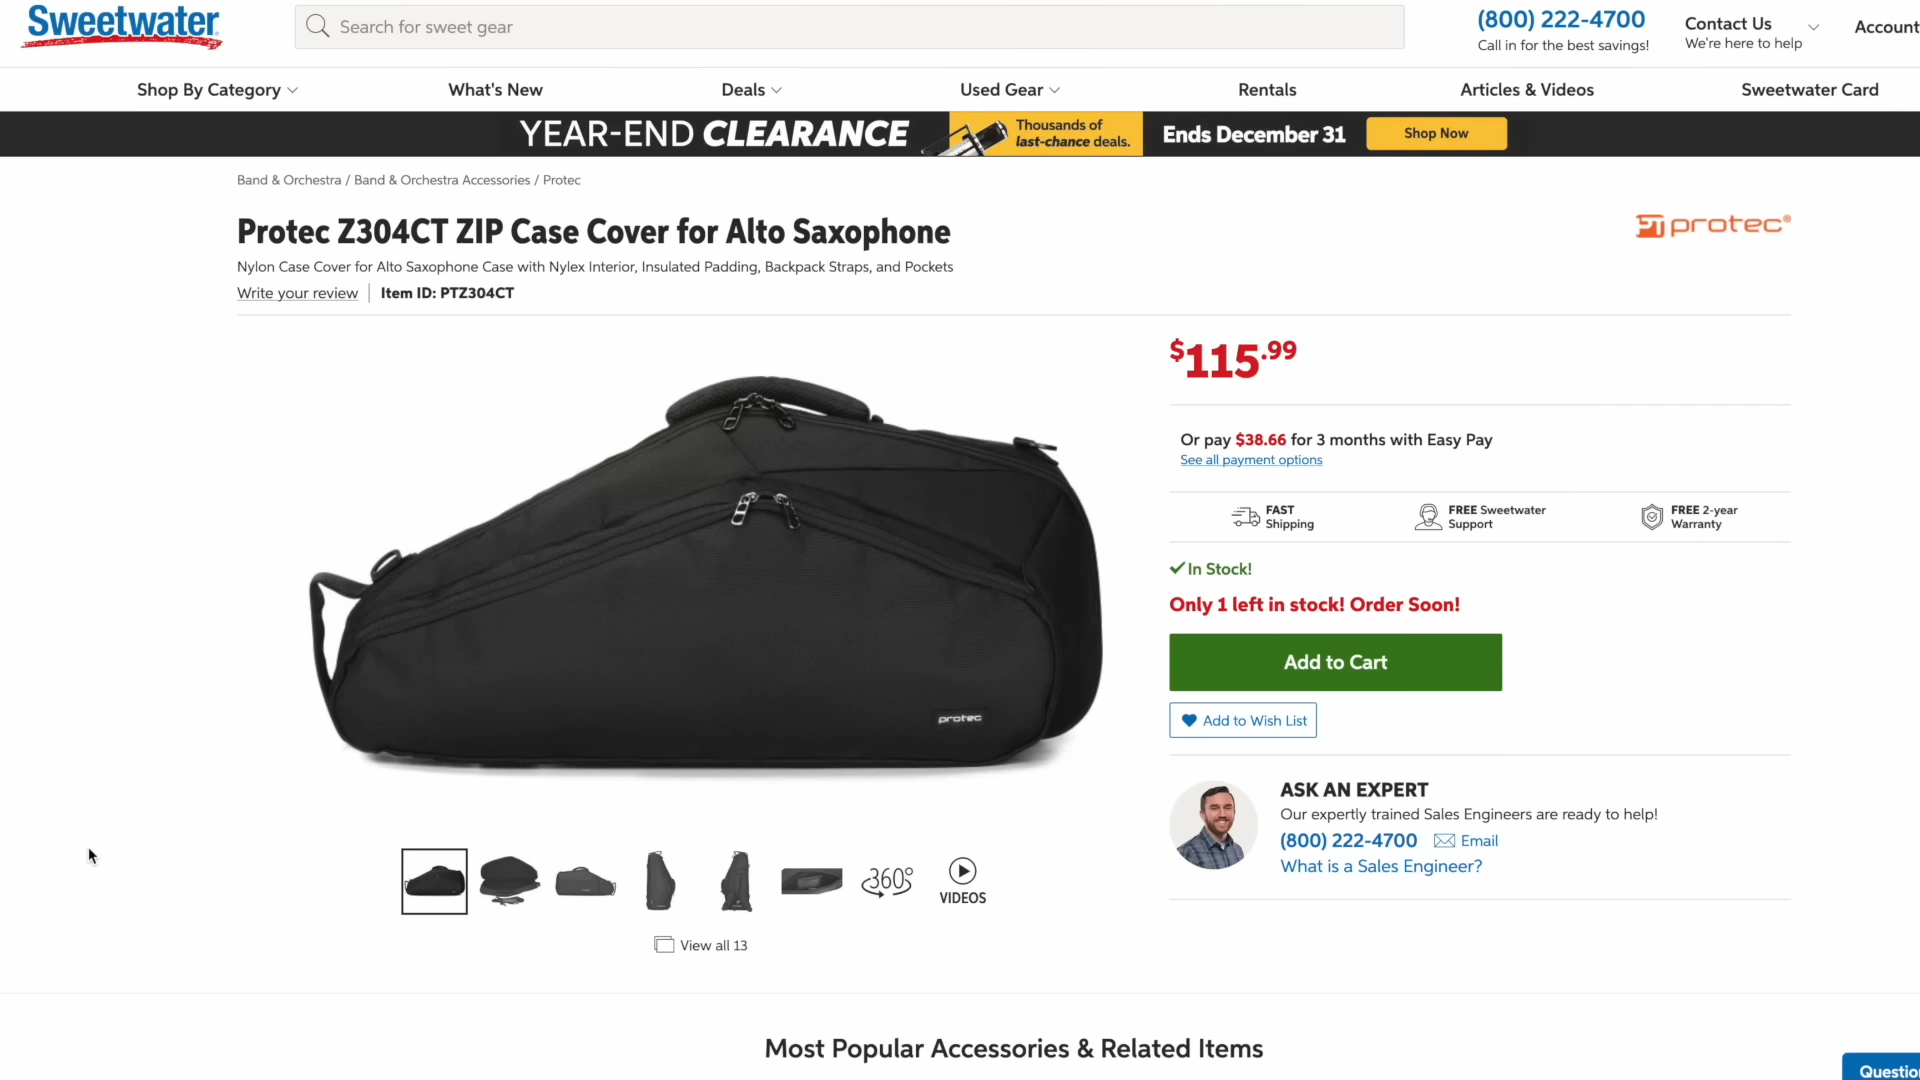 Sweetwater
Search for sweet gear
(800) 222-4700
Call in for the best savings!
Contact Us
We're here to help
Account
Shop By Category
What's New
Deals
Used Gear
Rentals
Articles & Videos
Sweetwater Card
YEAR-END CLEARANCE
Thousands of
last-chance deals.
Ends December 31
Shop Now
Band & Orchestra / Band & Orchestra Accessories / Protec
Protec Z304CT ZIP Case Cover for Alto Saxophone
protec®
Nylon Case Cover for Alto Saxophone Case with Nylex Interior, Insulated Padding, Backpack Straps, and Pockets
Write your review
Item ID: PTZ304CT
$115.99
Or pay $38.66 for 3 months with Easy Pay
See all payment options
FAST
Shipping
FREE Sweetwater
Support
FREE 2-year
Warranty
In Stock!
Only 1 left in stock! Order Soon!
Add to Cart
Add to Wish List
protec
ASK AN EXPERT
Our expertly trained Sales Engineers are ready to help!
(800) 222-4700
Email
What is a Sales Engineer?
360°
VIDEOS
View all 13
Most Popular Accessories & Related Items
Questio